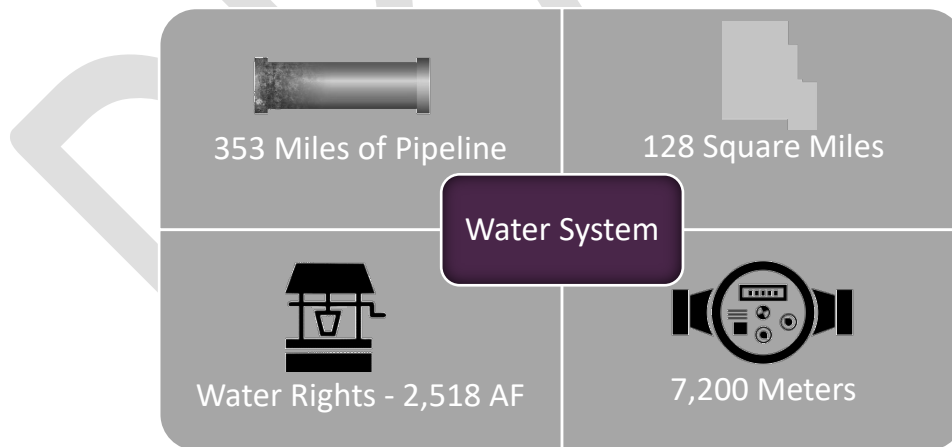 353 Miles of Pipeline
128 Square Miles
Water System
Water Rights - 2,518 AF
7,200 Meters